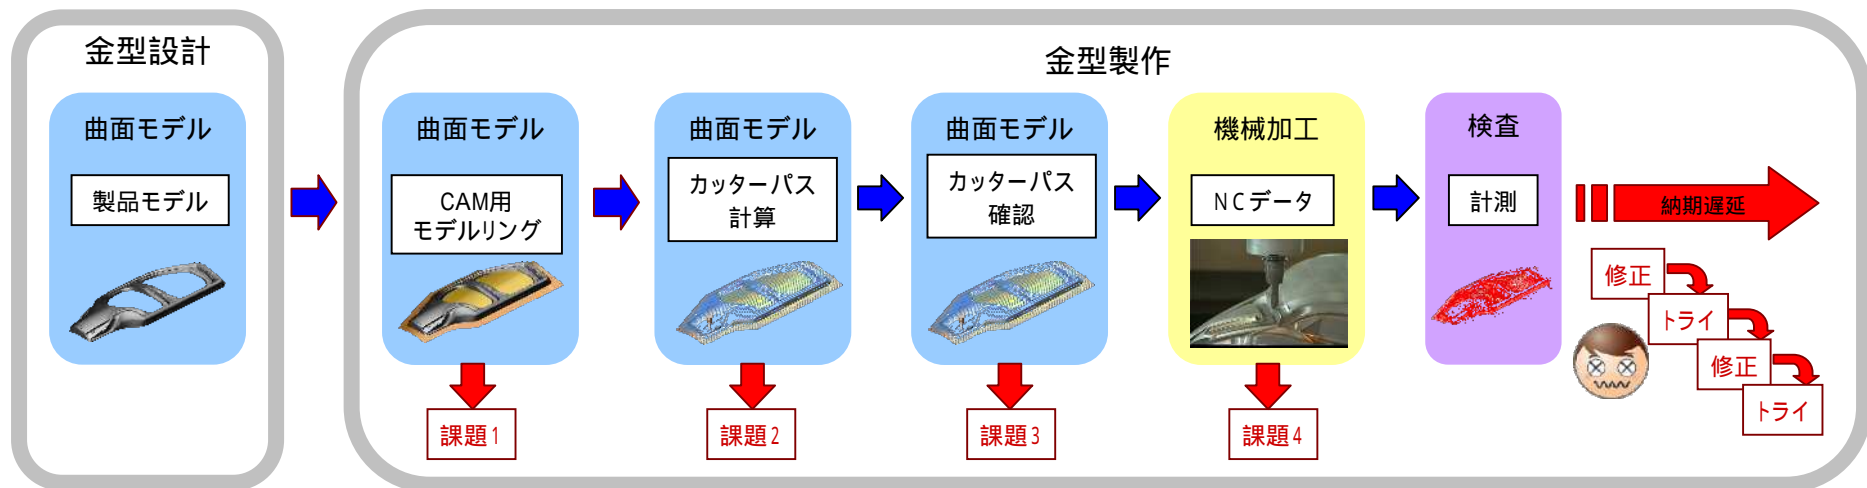 金型設計
曲面モデル
製品モデル
金型製作
曲面モデル
CAM用
モデルリング
課題1
曲面モデル
カッターパス
計算
課題2
曲面モデル
カッターパス
確認
課題3
機械加工
NCデータ
課題4
検査
計測
納期遅延
修正
トライ
修正
トライ